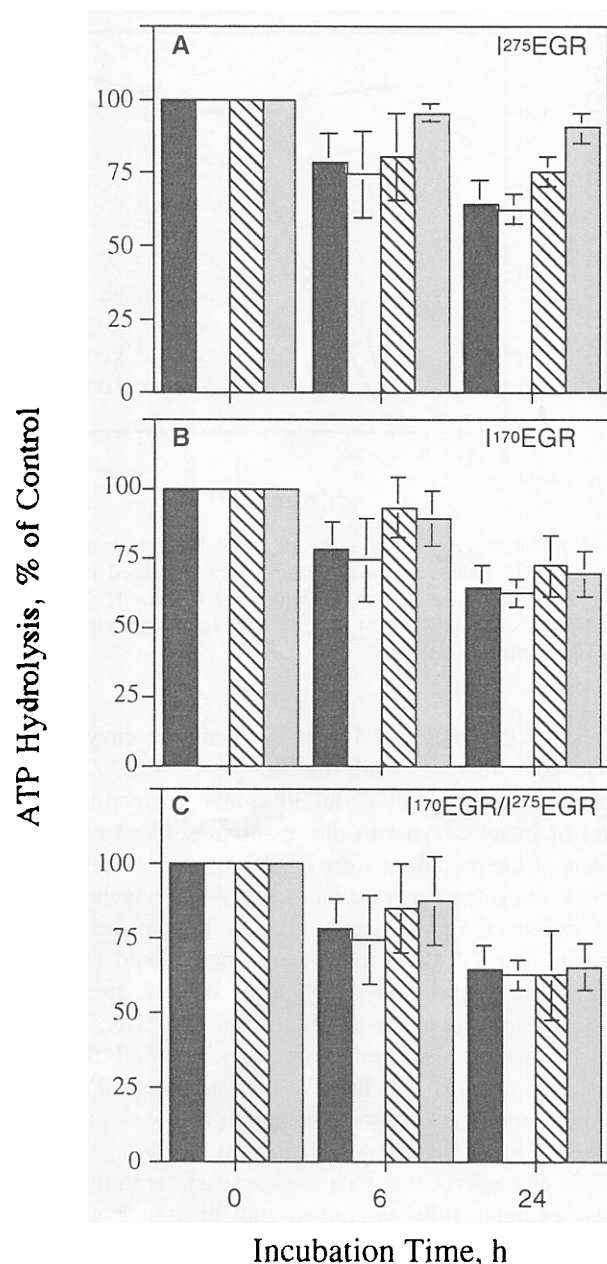 A
I275EGR
100
75
50
25
0
B
I170EGR
100
75
50
25
0
C
I170EGR/I275EGR
100
75
50
25
0
0 6 24
ATP Hydrolysis, % of Control
Incubation Time, h